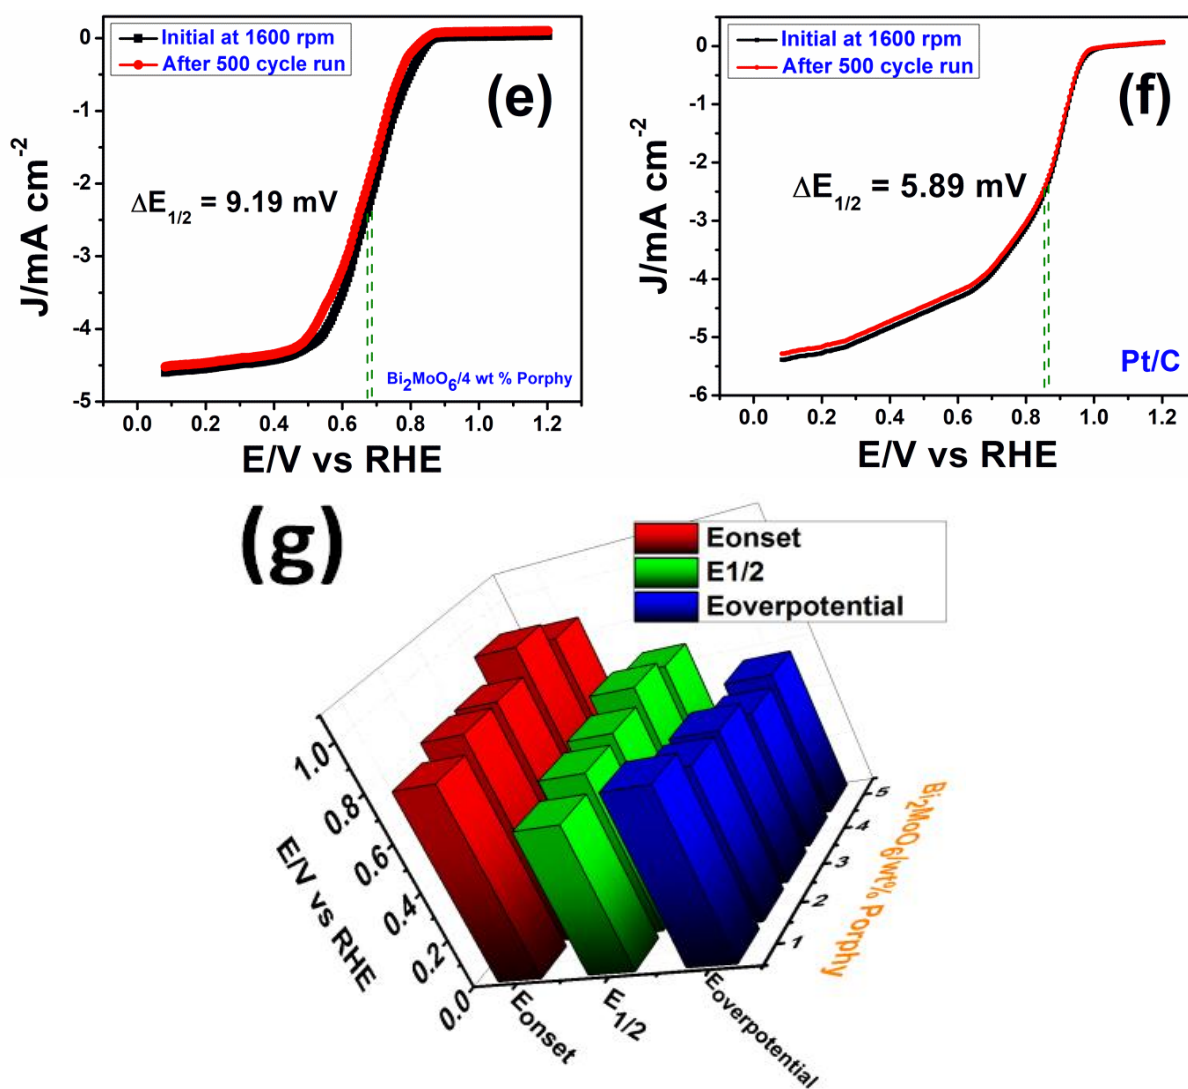 Initial at 1600 rpm
After 500 cycle run
(e)
ΔE1/2 = 9.19 mV
Bi2MoO6/4 wt % Porphy
0
-1
-2
-3
-4
-5
J/mA cm-2
0.0 0.2 0.4 0.6 0.8 1.0 1.2
E/V vs RHE
Initial at 1600 rpm
After 500 cycle run
(f)
ΔE1/2 = 5.89 mV
Pt/C
0
-1
-2
-3
-4
-5
-6
J/mA cm-2
0.0 0.2 0.4 0.6 0.8 1.0 1.2
E/V vs RHE
(g)
Eonset
E1/2
Eoverpotential
1.0
0.8
0.6
0.4
0.2
0.0
E/V vs RHE
Eonset
E1/2
Eoverpotential
5
4
3
2
1
Bi2MoO6/wt% Porphy